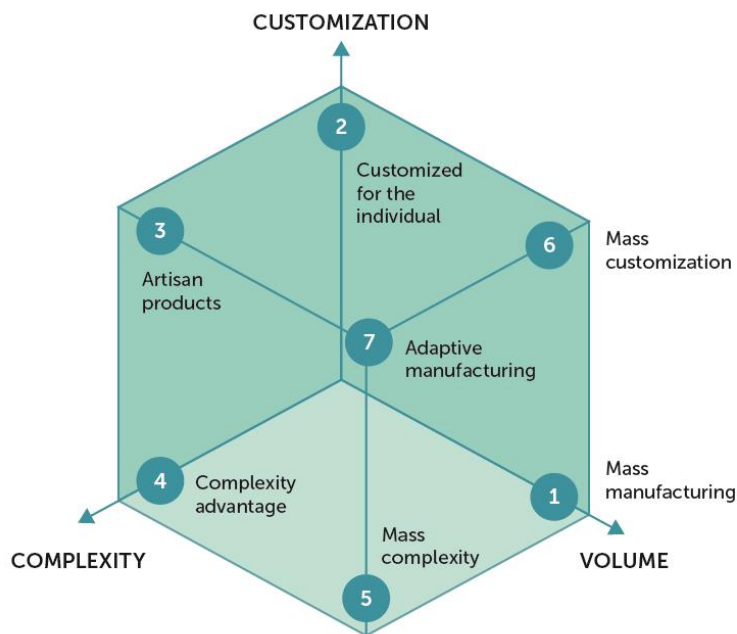 CUSTOMIZATION
2
Customized
for the
individual
3
Artisan
products
6
Mass
customization
7
Adaptive
manufacturing
4
Complexity
advantage
1
Mass
manufacturing
COMPLEXITY
Mass
complexity
VOLUME
5